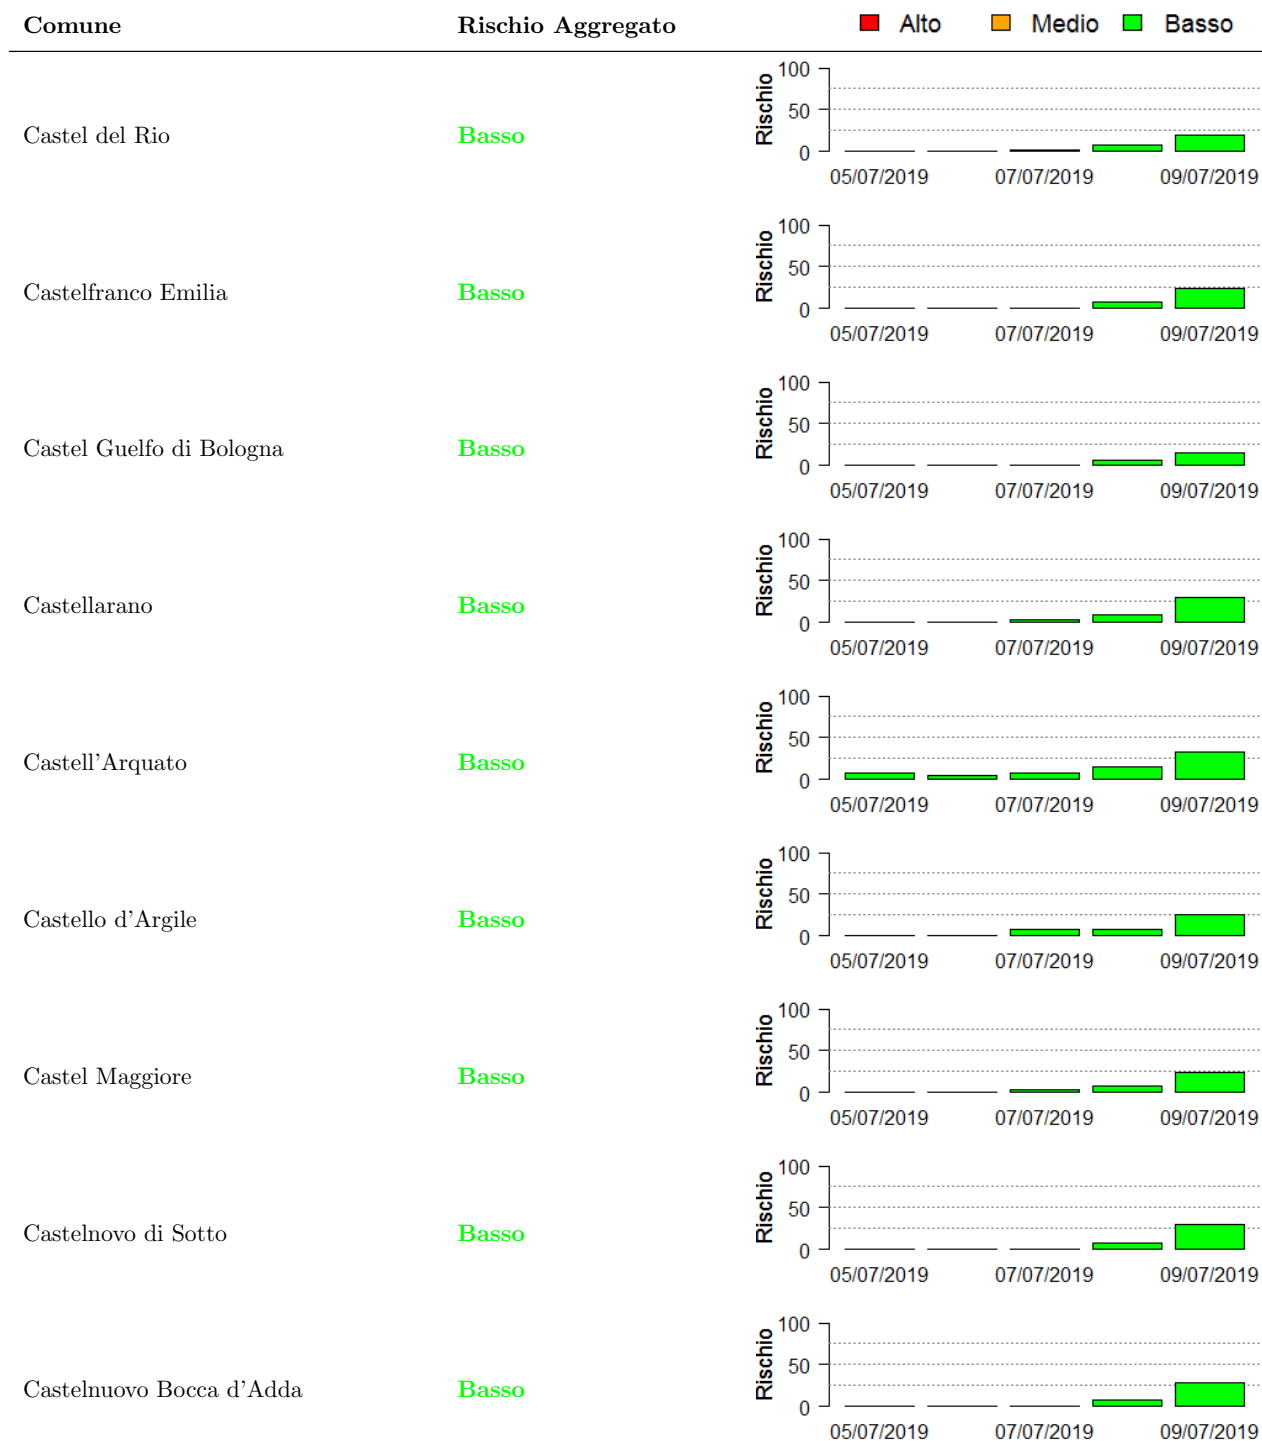 Comune Rischio Aggregato Alto Medio Basso
Castel del Rio Basso
Rischio
100
50
0
05/07/2019 07/07/2019 09/07/2019
Castelfranco Emilia Basso
Rischio
100
50
0
05/07/2019 07/07/2019 09/07/2019
Castel Guelfo di Bologna Basso
Rischio
100
50
0
05/07/2019 07/07/2019 09/07/2019
Castellarano Basso
Rischio
100
50
0
05/07/2019 07/07/2019 09/07/2019
Castell'Arquato Basso
Rischio
100
50
0
05/07/2019 07/07/2019 09/07/2019
Castello d'Argile Basso
Rischio
100
50
0
05/07/2019 07/07/2019 09/07/2019
Castel Maggiore Basso
Rischio
100
50
0
05/07/2019 07/07/2019 09/07/2019
Castelnovo di Sotto Basso
Rischio
100
50
0
05/07/2019 07/07/2019 09/07/2019
Castelnuovo Bocca d'Adda Basso
Rischio
100
50
0
05/07/2019 07/07/2019 09/07/2019